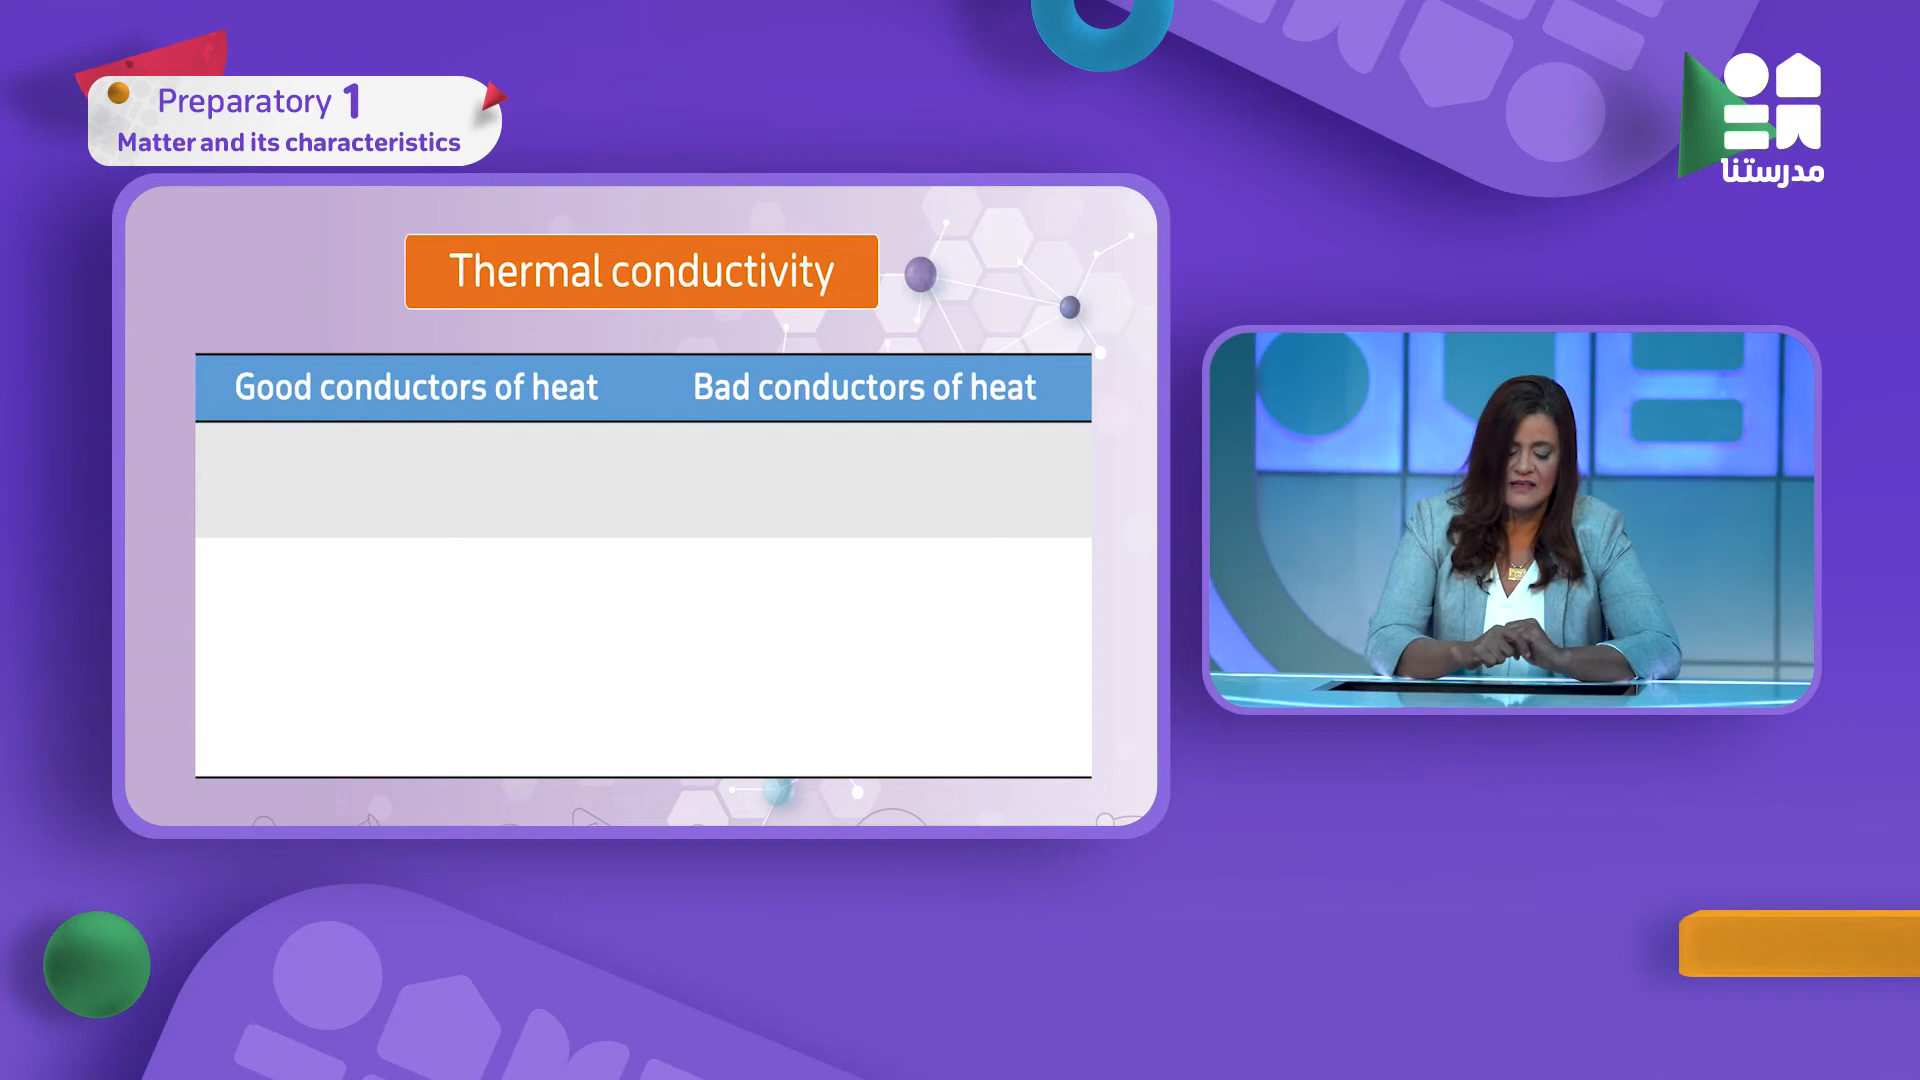 Preparatory 1
Matter and its characteristics
مدرستنا
Thermal conductivity
Good conductors of heat
Bad conductors of heat